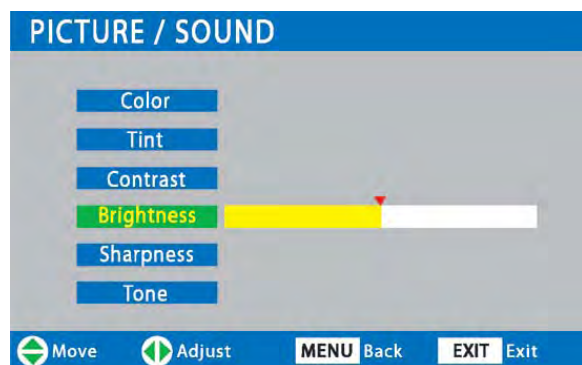 PICTURE / SOUND
Color
Tint
Contrast
Brightness
Sharpness
Tone
Move Adjust MENU Back EXIT Exit